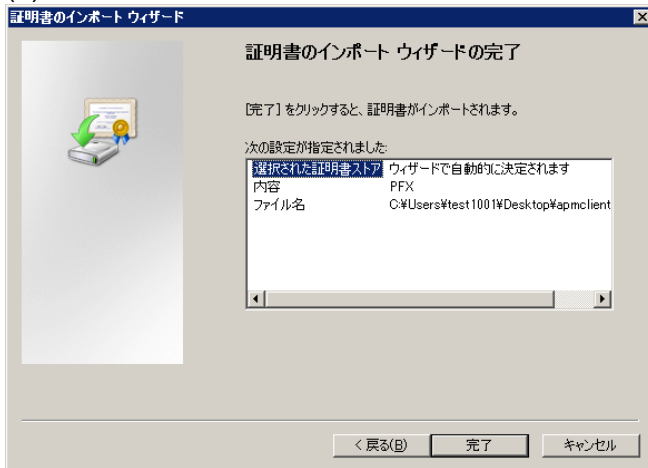 証明書のインポート ウィザード
証明書のインポート ウィザードの完了
[完了] をクリックすると、証明書がインポートされます。
次の設定が指定されました:
選択された証明書ストア ウィザードで自動的に決定されます
内容 PFX
ファイル名 C:¥Users¥test1001¥Desktop¥apmclient
< 戻る(B) 完了 キャンセル